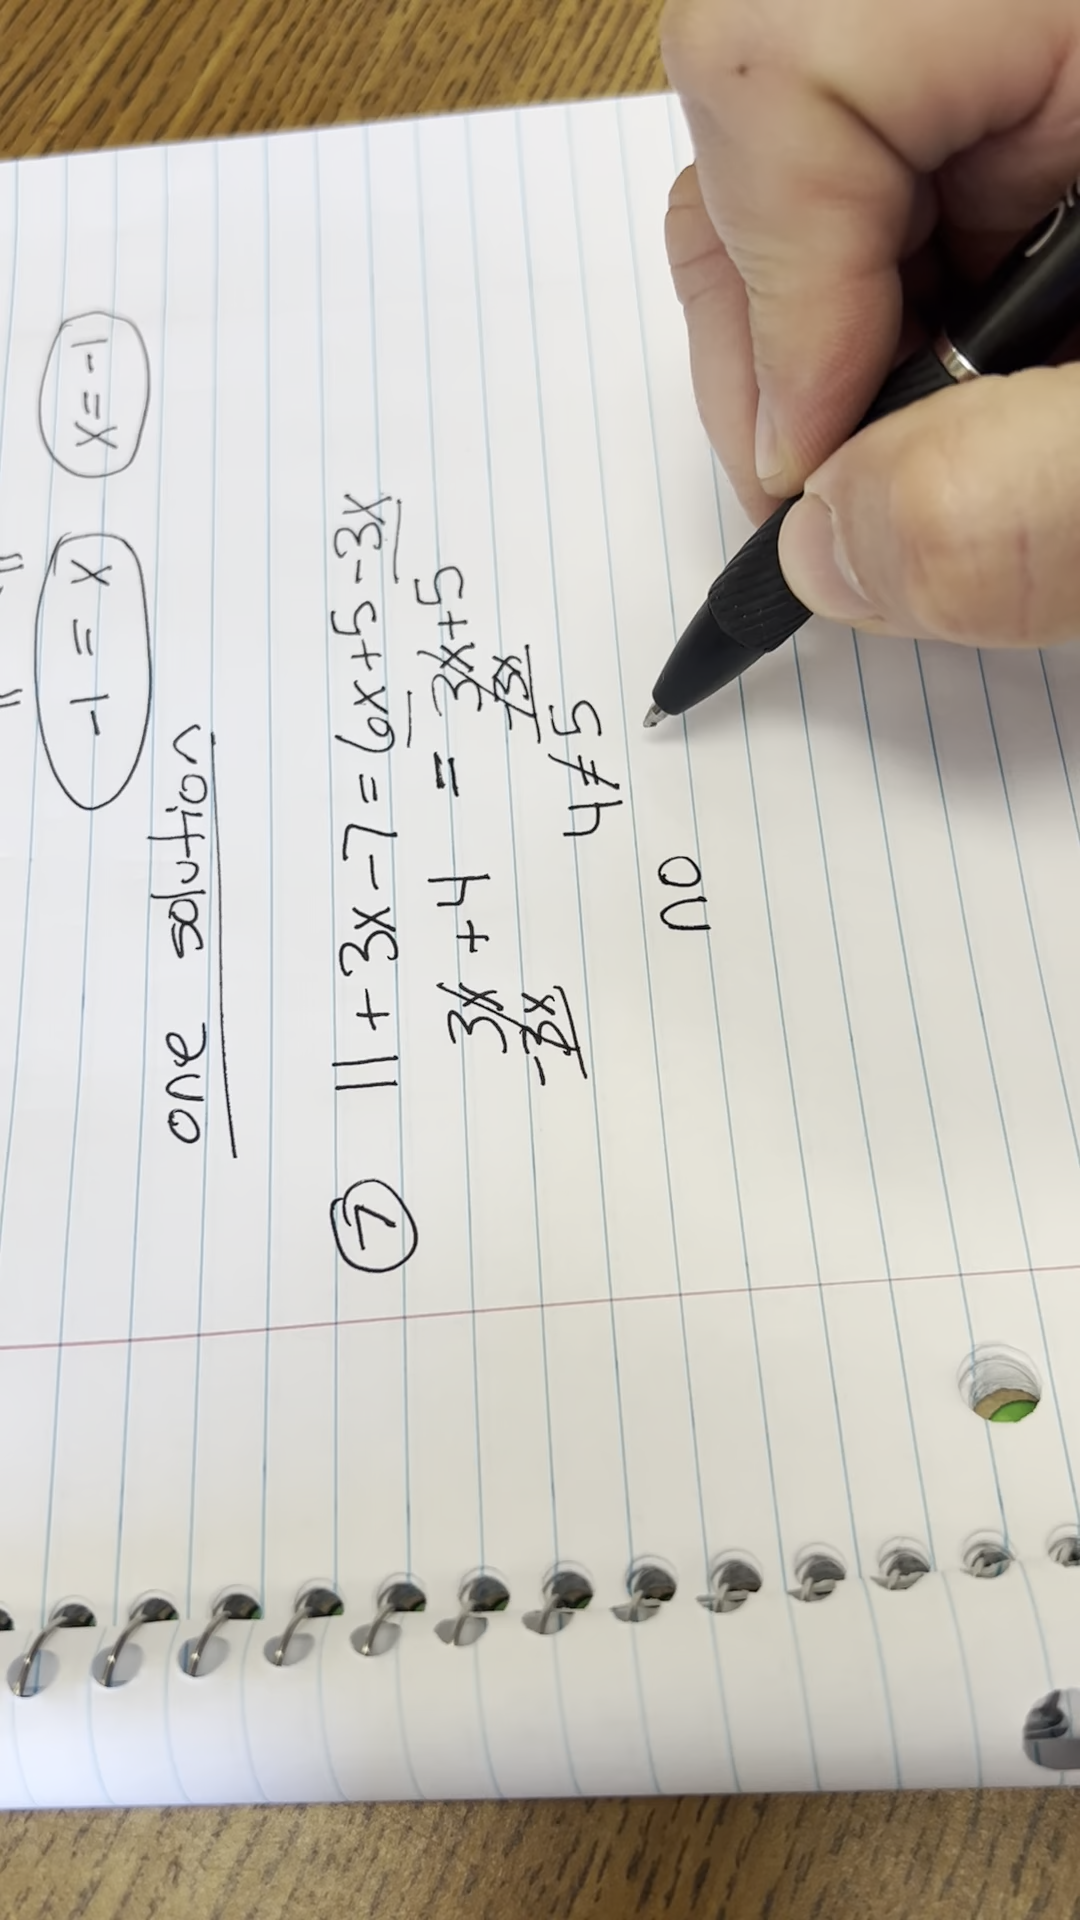 -1 = x x = -1
one solution
7 11 + 3x - 7 = 6x + 5 - 3x
3x + 4 = 3x + 5
-3x -3x
4 ≠ 5
no